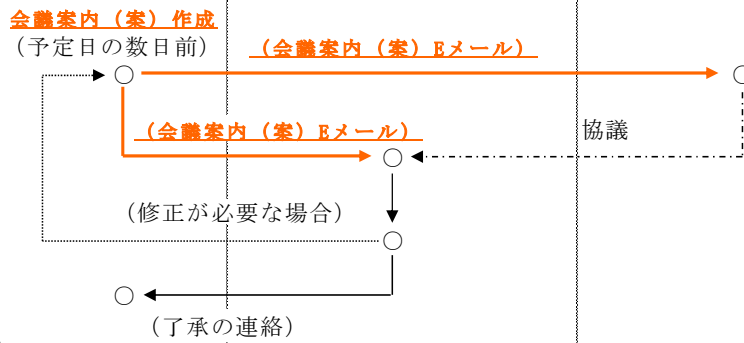 会議案内（案）作成
（予定日の数日前）
（会議案内（案）Eメール）
（会議案内（案）Eメール）
協議
（修正が必要な場合）
（了承の連絡）